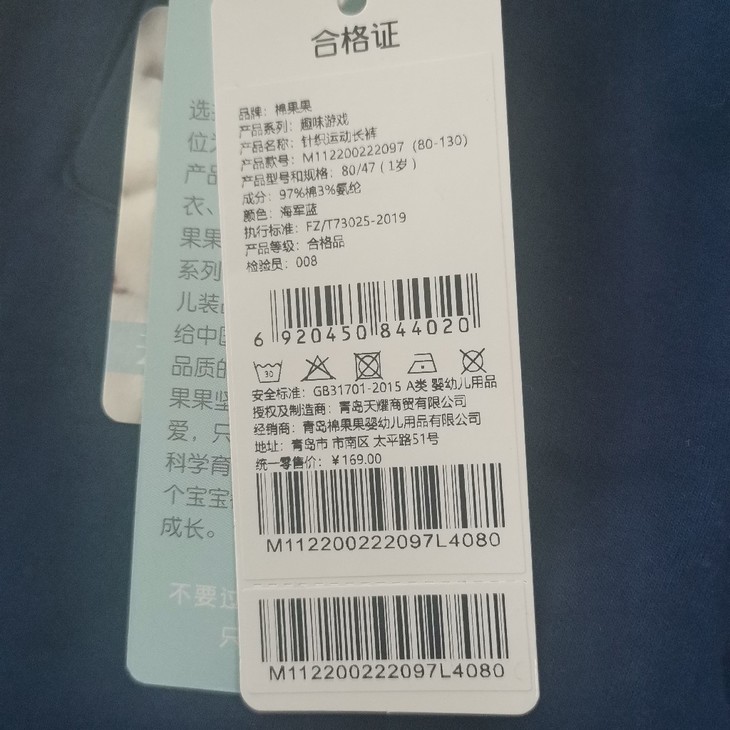 合格证
品牌：棉果果
产品系列：趣味游戏
产品名称：针织运动长裤
产品款号：M112200222097（80-130）
产品型号和规格：80/47（1岁）
成分：97%棉3%氨纶
颜色：海军蓝
执行标准：FZ/T73025-2019
产品等级：合格品
检验员：008
6 920450 844020
30
安全标准：GB31701-2015 A类 婴幼儿用品
授权及制造商：青岛天耀商贸有限公司
经销商：青岛棉果果婴幼儿用品有限公司
地址：青岛市 市南区 太平路51号
统一零售价：￥169.00
M112200222097L4080
M112200222097L4080
选
位
产品
衣、
果果
系列
儿装
给中
品质的
果果坚
爱，只
科学育
个宝宝
成长。
不要过
只